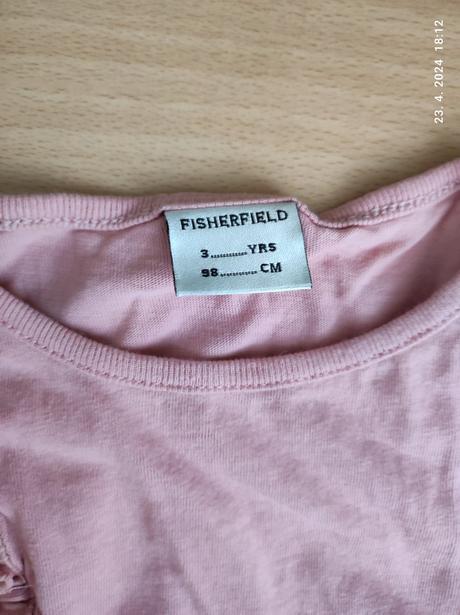 23. 4. 2024 18:12
FISHERFIELD
3............YRS
98............CM